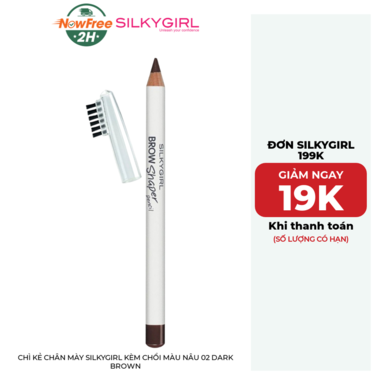 NowFree
2H
SILKYGIRL
ĐƠN SILKYGIRL
199K
GIẢM NGAY
19K
Khi thanh toán
(SỐ LƯỢNG CÓ HẠN)
SILKYGIRL
BROW Shaper
pencil
CHÌ KẺ CHÂN MÀY SILKYGIRL KÈM CHỔI MÀU NÂU 02 DARK
BROWN